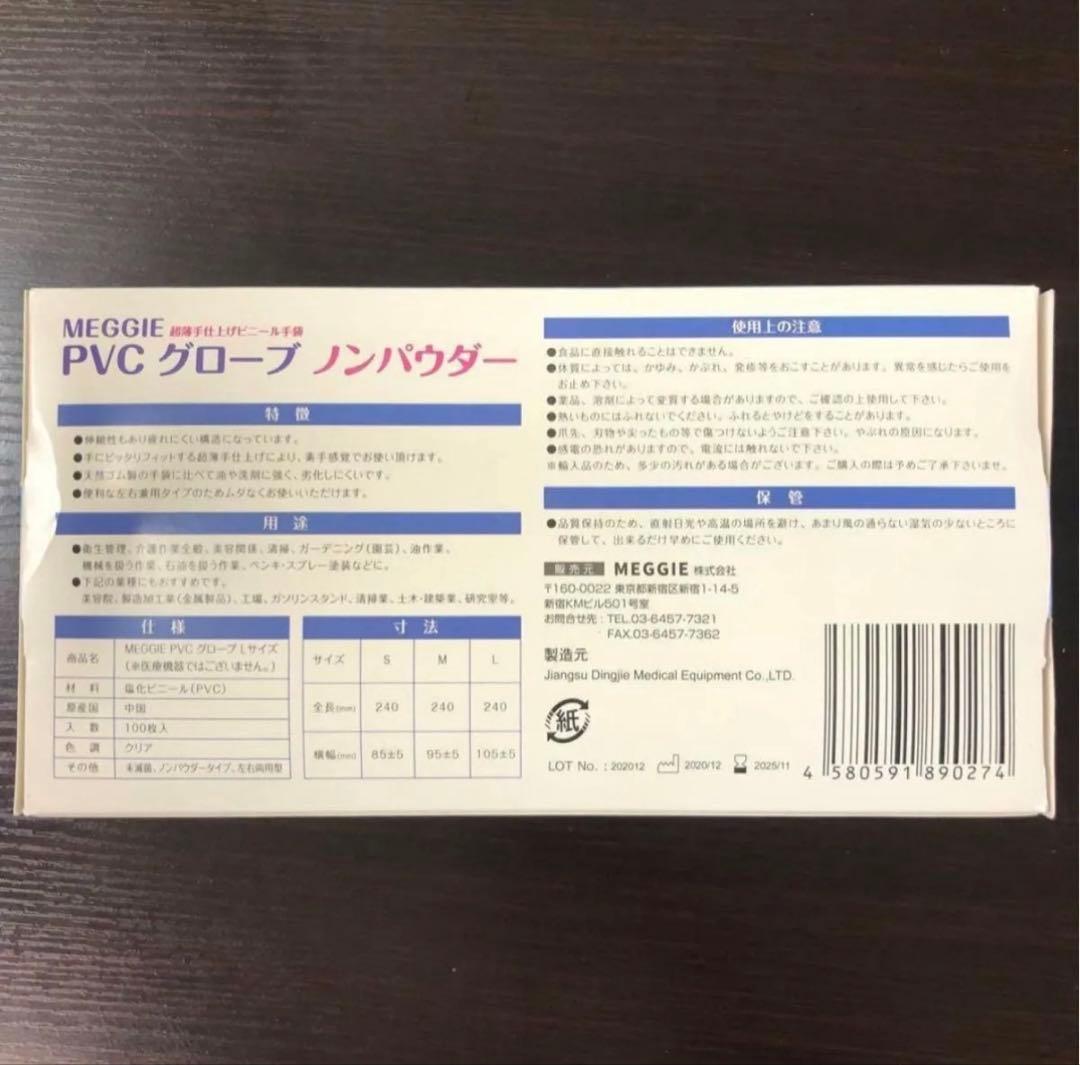 MEGGIE 超薄手仕上げビニール手袋
PVC グローブ ノンパウダー
特 徴
●伸縮性もあり疲れにくい構造になっています。
●手にピッタリフィットする超薄手仕上げにより、素手感覚でお使い頂けます。
●天然ゴム製の手袋に比べて油や洗剤に強く、劣化しにくいです。
●便利な左右兼用タイプのためムダなくお使いいただけます。
用 途
●衛生管理、介護作業全般、美容関係、清掃、ガーデニング(園芸)、油作業、
機械を扱う作業、石油を扱う作業、ペンキ・スプレー塗装などに。
●下記の業種にもおすすめです。
美容院、製造加工業(金属製品)、工場、ガソリンスタンド、清掃業、土木・建築業、研究室等。
仕 様
商品名 MEGGIE PVC グローブ Lサイズ
(※医療機器ではございません。)
材 料 塩化ビニール(PVC)
原産国 中国
入 数 100枚入
色 調 クリア
その他 未滅菌、ノンパウダータイプ、左右両用型
寸 法
サイズ S M L
全長(mm) 240 240 240
横幅(mm) 85±5 95±5 105±5
使用上の注意
●食品に直接触れることはできません。
●体質によっては、かゆみ、かぶれ、発疹等をおこすことがあります。異常を感じたらご使用を
お止め下さい。
●薬品、溶剤によって変質する場合がありますので、ご確認の上使用して下さい。
●熱いものにはふれないでください。ふれるとやけどをすることがあります。
●爪先、刃物や尖ったもの等で傷つけないようご注意下さい。やぶれの原因になります。
●感電の恐れがありますので、電流には触れないで下さい。
※輸入品のため、多少の汚れがある場合がございます。ご購入の際は予めご了承下さいませ。
保 管
●品質保持のため、直射日光や高温の場所を避け、あまり風の通らない湿気の少ないところに
保管して、出来るだけ早めにご使用ください。
販売元 MEGGIE 株式会社
〒160-0022 東京都新宿区新宿1-14-5
新宿KMビル501号室
お問合せ先 : TEL.03-6457-7321
FAX.03-6457-7362
製造元
Jiangsu Dingjie Medical Equipment Co.,LTD.
紙
LOT No. : 202012 2020/12 2025/11
4 580591 890274